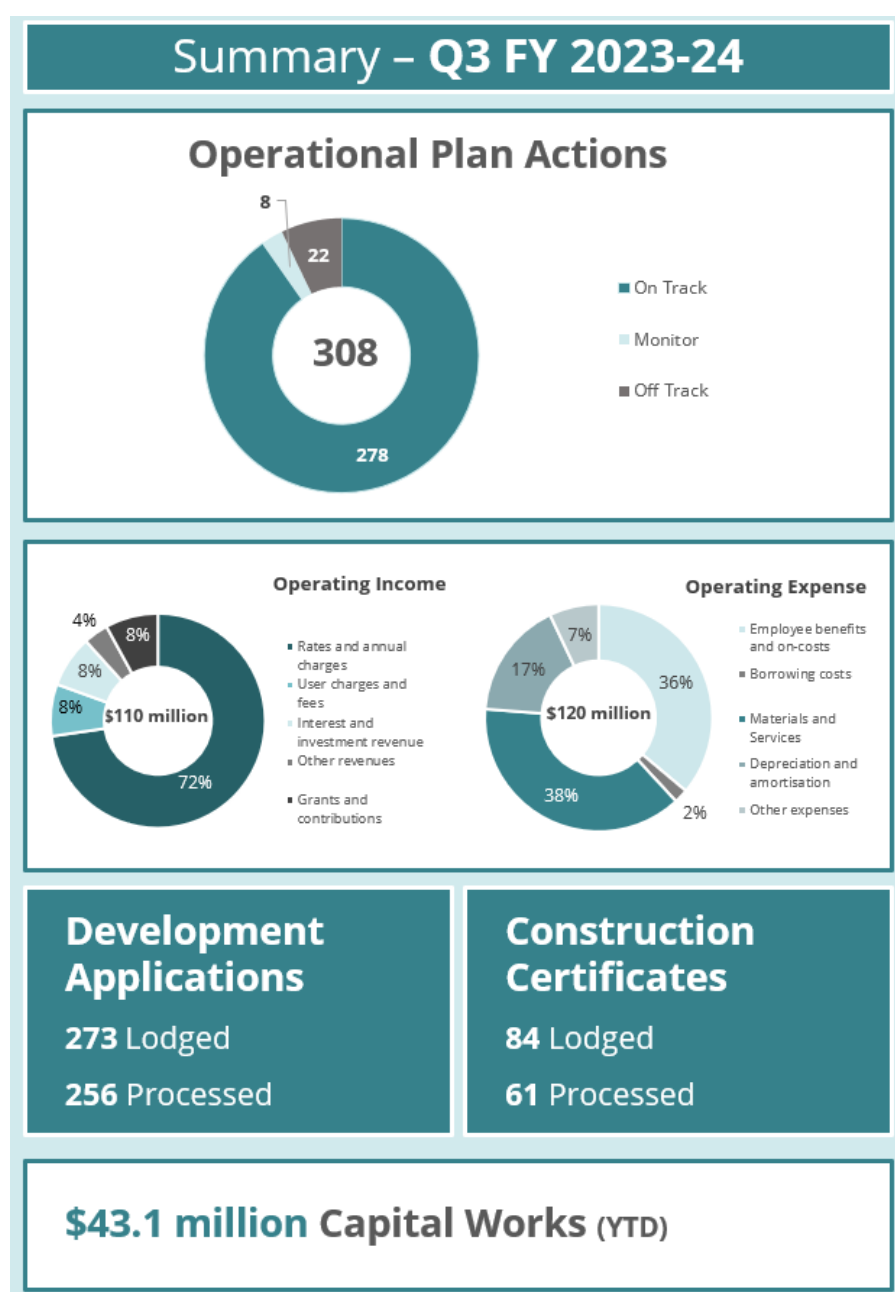 Summary – Q3 FY 2023-24
Operational Plan Actions
8
22
308
278
On Track
Monitor
Off Track
Operating Income
4%
8%
8%
8%
$110 million
72%
Rates and annual
charges
User charges and
fees
Interest and
investment revenue
Other revenues
Grants and
contributions
Operating Expense
7%
17%
36%
$120 million
38%
2%
Employee benefits
and on-costs
Borrowing costs
Materials and
Services
Depreciation and
amortisation
Other expenses
Development
Applications
273 Lodged
256 Processed
Construction
Certificates
84 Lodged
61 Processed
$43.1 million Capital Works (YTD)